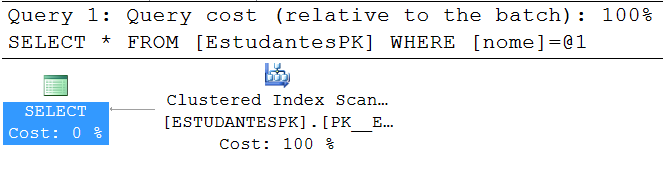 Query 1: Query cost (relative to the batch): 100%
SELECT * FROM [EstudantesPK] WHERE [nome]=@1
SELECT
Cost: 0 %
Clustered Index Scan…
[ESTUDANTESPK].[PK__E…
Cost: 100 %